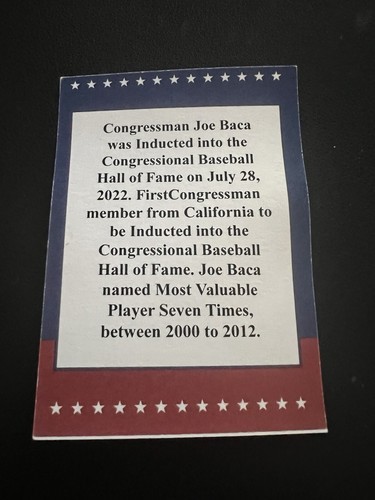 Congressman Joe Baca
was Inducted into the
Congressional Baseball
Hall of Fame on July 28,
2022. FirstCongressman
member from California to
be Inducted into the
Congressional Baseball
Hall of Fame. Joe Baca
named Most Valuable
Player Seven Times,
between 2000 to 2012.